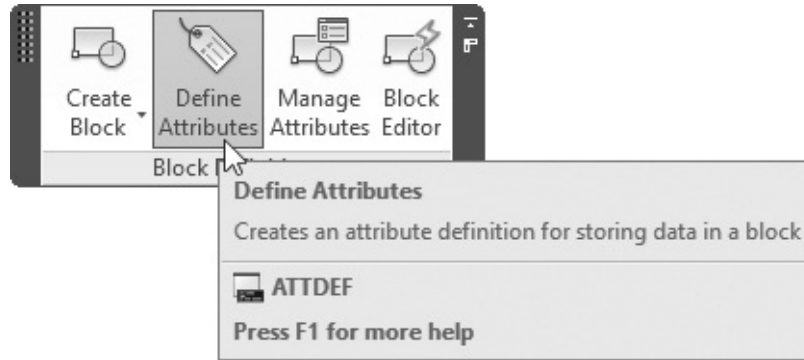 Create Block
Define Attributes
Manage Attributes
Block Editor
Block
Define Attributes
Creates an attribute definition for storing data in a block
ATTDEF
Press F1 for more help